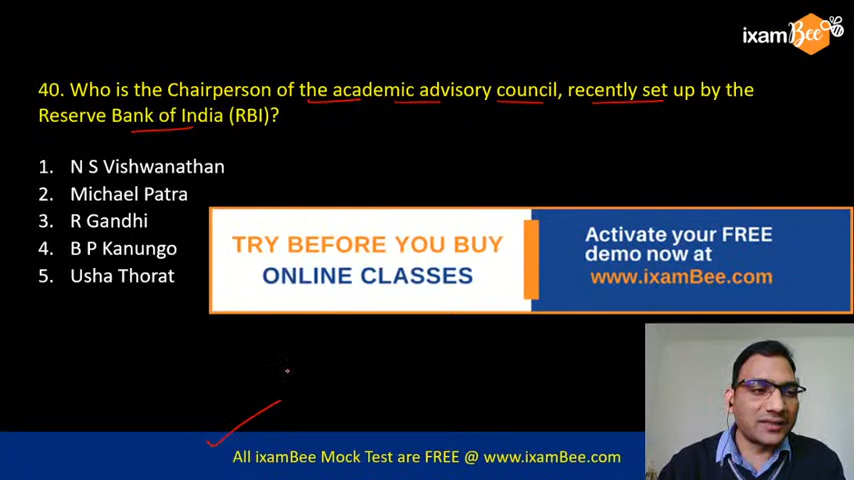 ixamBee
40. Who is the Chairperson of the academic advisory council, recently set up by the
Reserve Bank of India (RBI)?
1. N S Vishwanathan
2. Michael Patra
3. R Gandhi
4. B P Kanungo
5. Usha Thorat
TRY BEFORE YOU BUY
ONLINE CLASSES
Activate your FREE
demo now at
www.ixamBee.com
All ixamBee Mock Test are FREE @ www.ixamBee.com